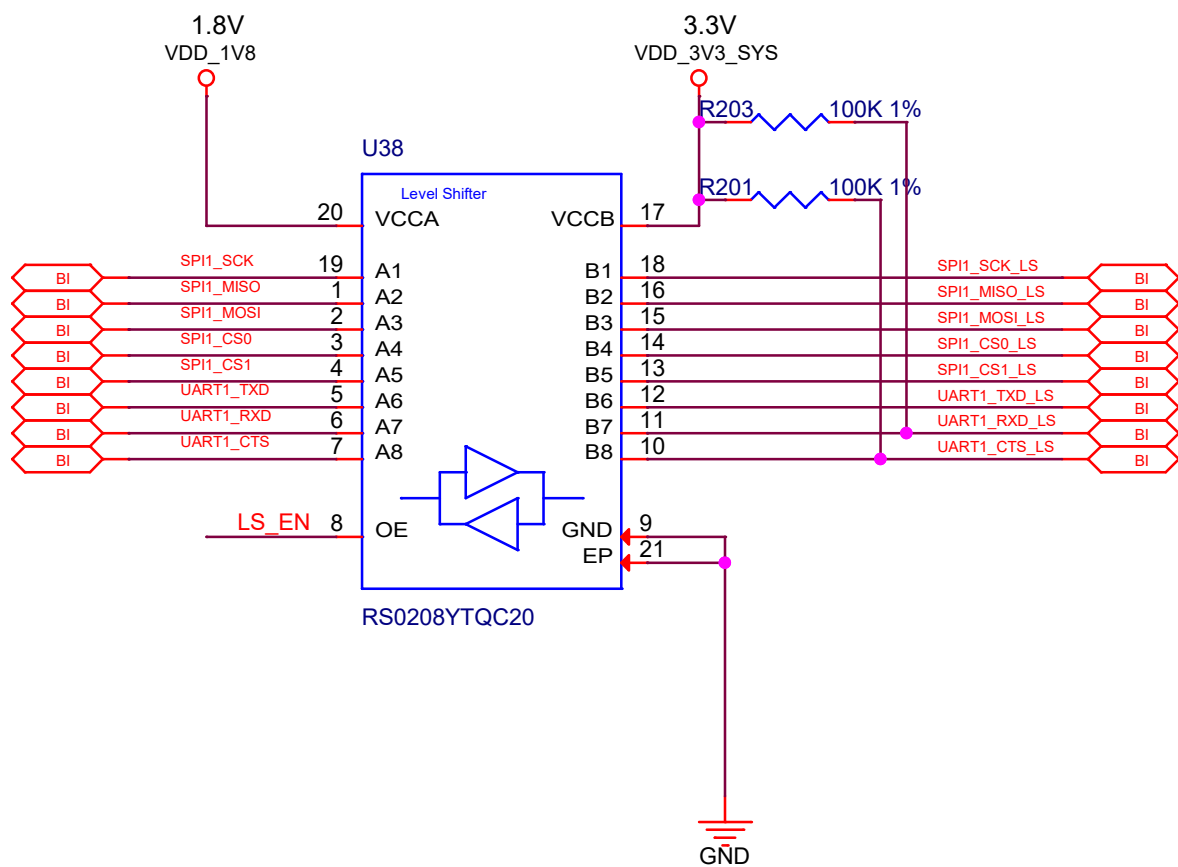 1.8V
VDD_1V8
3.3V
VDD_3V3_SYS
R203 100K 1%
U38
R201 100K 1%
Level Shifter
20 VCCA VCCB 17
BI SPI1_SCK 19 A1 B1 18 SPI1_SCK_LS BI
BI SPI1_MISO 1 A2 B2 16 SPI1_MISO_LS BI
BI SPI1_MOSI 2 A3 B3 15 SPI1_MOSI_LS BI
BI SPI1_CS0 3 A4 B4 14 SPI1_CS0_LS BI
BI SPI1_CS1 4 A5 B5 13 SPI1_CS1_LS BI
BI UART1_TXD 5 A6 B6 12 UART1_TXD_LS BI
BI UART1_RXD 6 A7 B7 11 UART1_RXD_LS BI
BI UART1_CTS 7 A8 B8 10 UART1_CTS_LS BI
LS_EN 8 OE GND 9
EP 21
RS0208YTQC20
GND